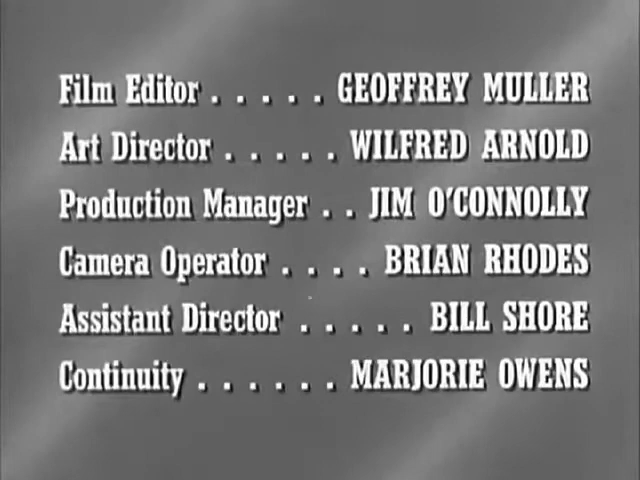 Film Editor . . . . . GEOFFREY MULLER
Art Director . . . . . WILFRED ARNOLD
Production Manager . . JIM O'CONNOLLY
Camera Operator . . . . BRIAN RHODES
Assistant Director . . . . . BILL SHORE
Continuity . . . . . . MARJORIE OWENS